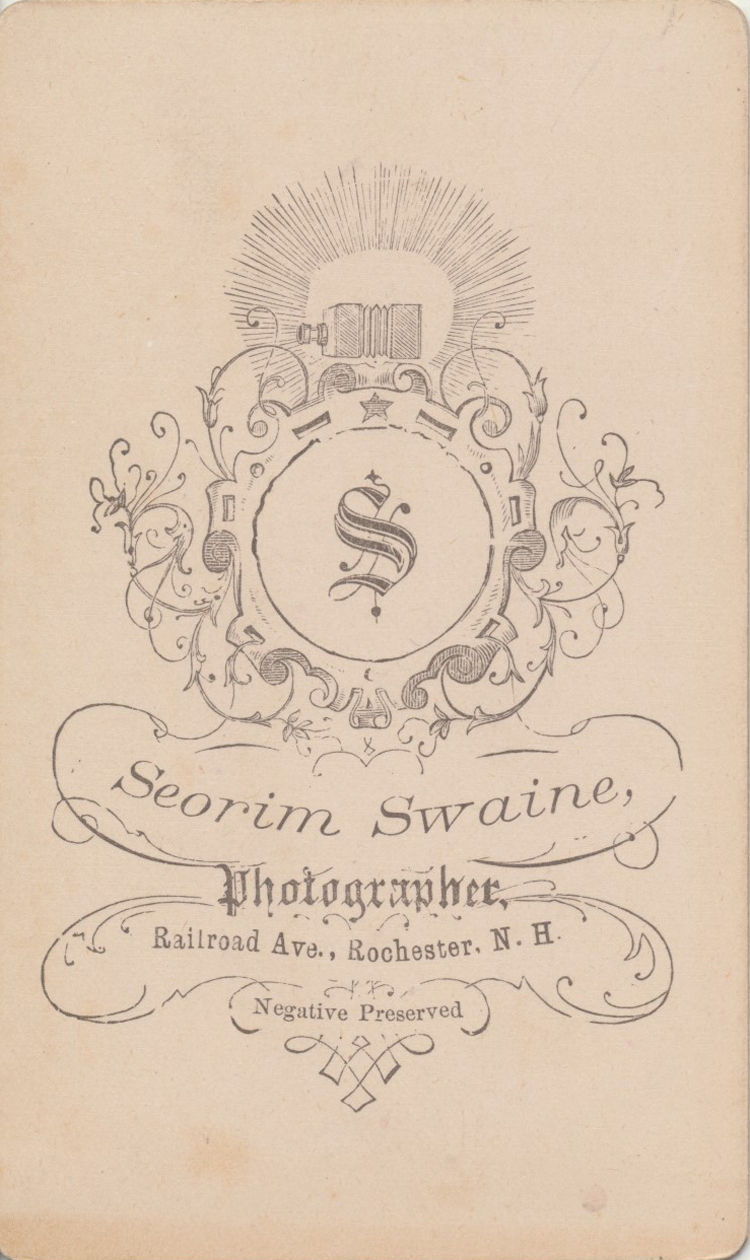 S
Seorim Swaine,
Photographer,
Railroad Ave., Rochester. N. H.
Negative Preserved